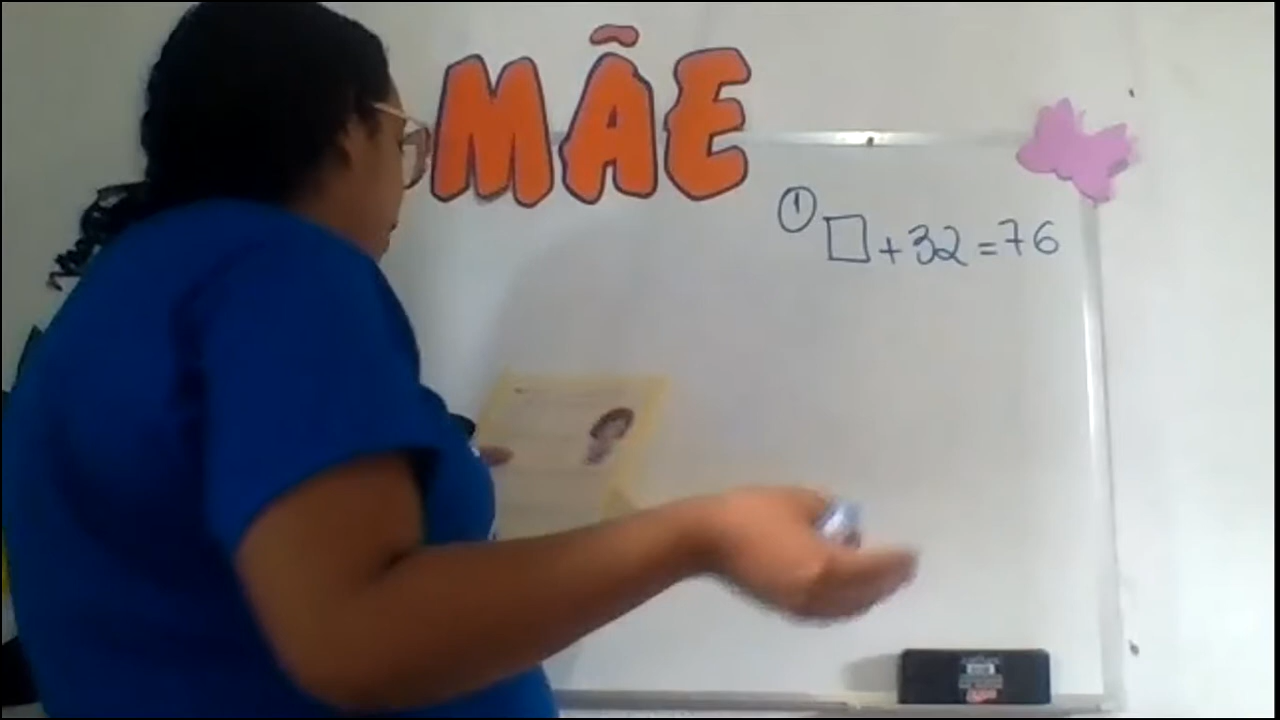 MÃE
① □ + 32 = 76